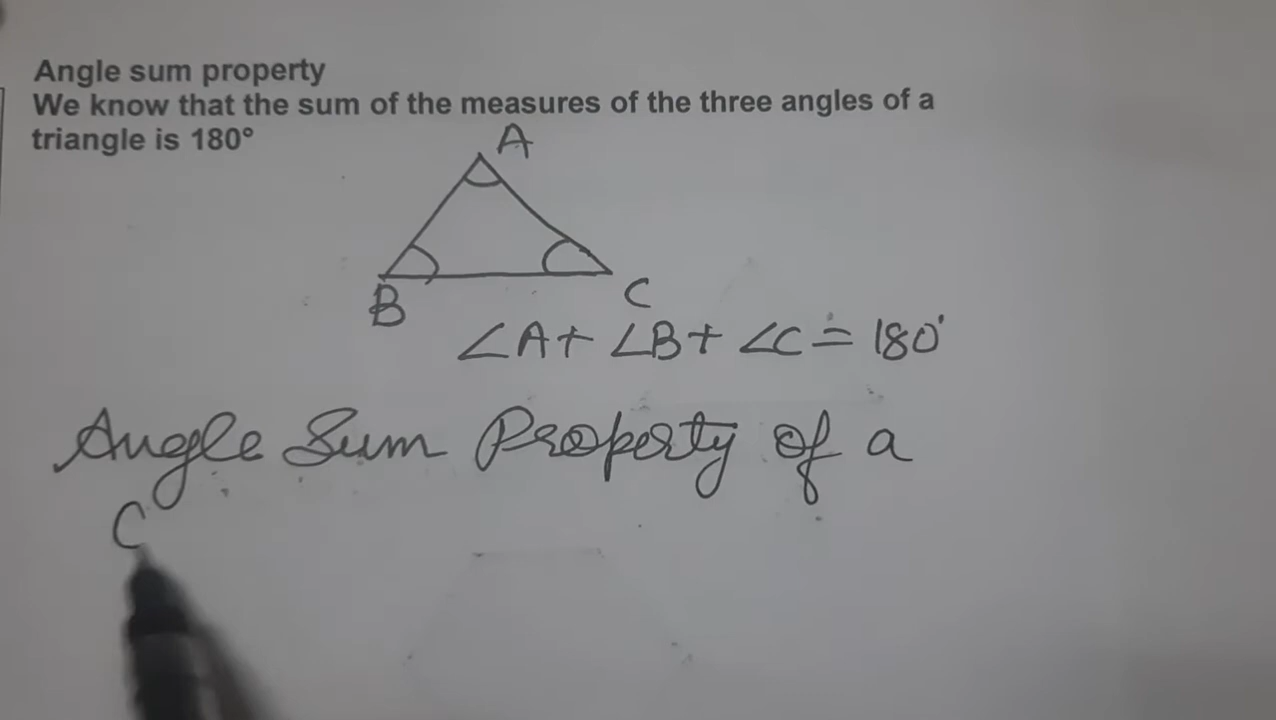 Angle sum property
We know that the sum of the measures of the three angles of a
triangle is 180°
A
B
C
∠A + ∠B + ∠C = 180°
Angle Sum Property of a
C